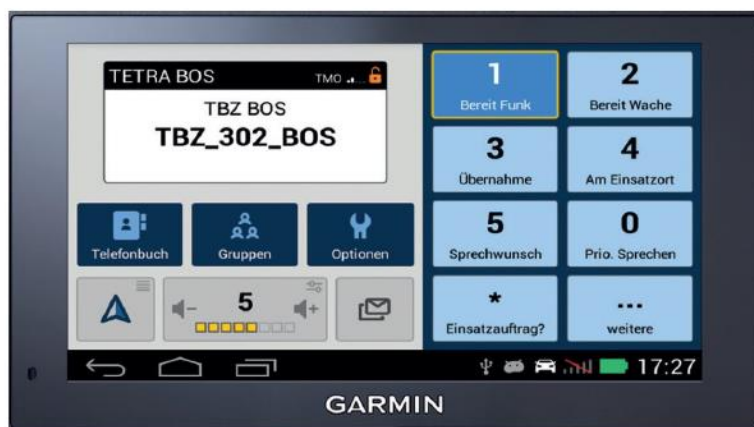 TETRA BOS TMO
TBZ BOS
TBZ_302_BOS
Telefonbuch Gruppen Optionen
5
1
Bereit Funk
2
Bereit Wache
3
Übernahme
4
Am Einsatzort
5
Sprechwunsch
0
Prio. Sprechen
*
Einsatzauftrag?
...
weitere
17:27
GARMIN